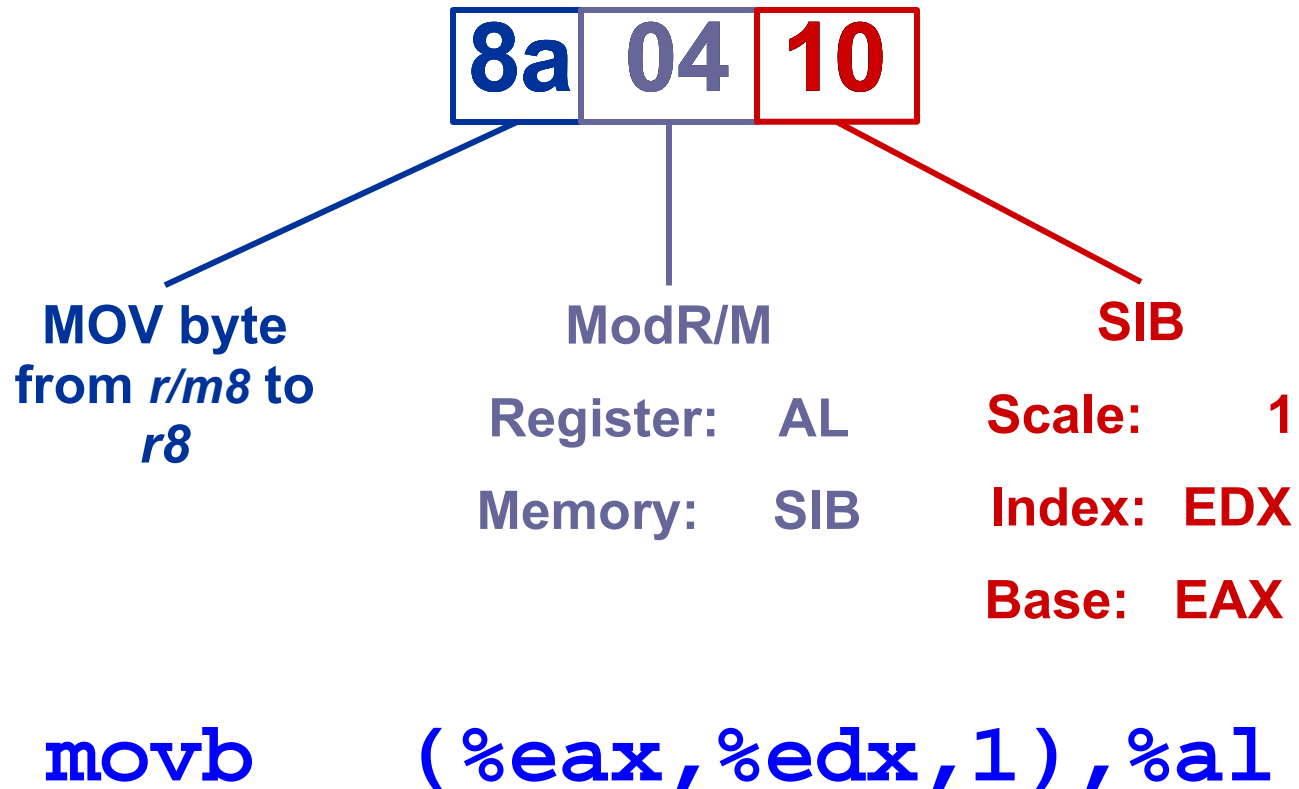 8a 04 10
MOV byte
from r/m8 to
r8
ModR/M
Register: AL
Memory: SIB
SIB
Scale: 1
Index: EDX
Base: EAX
movb (%eax,%edx,1),%al